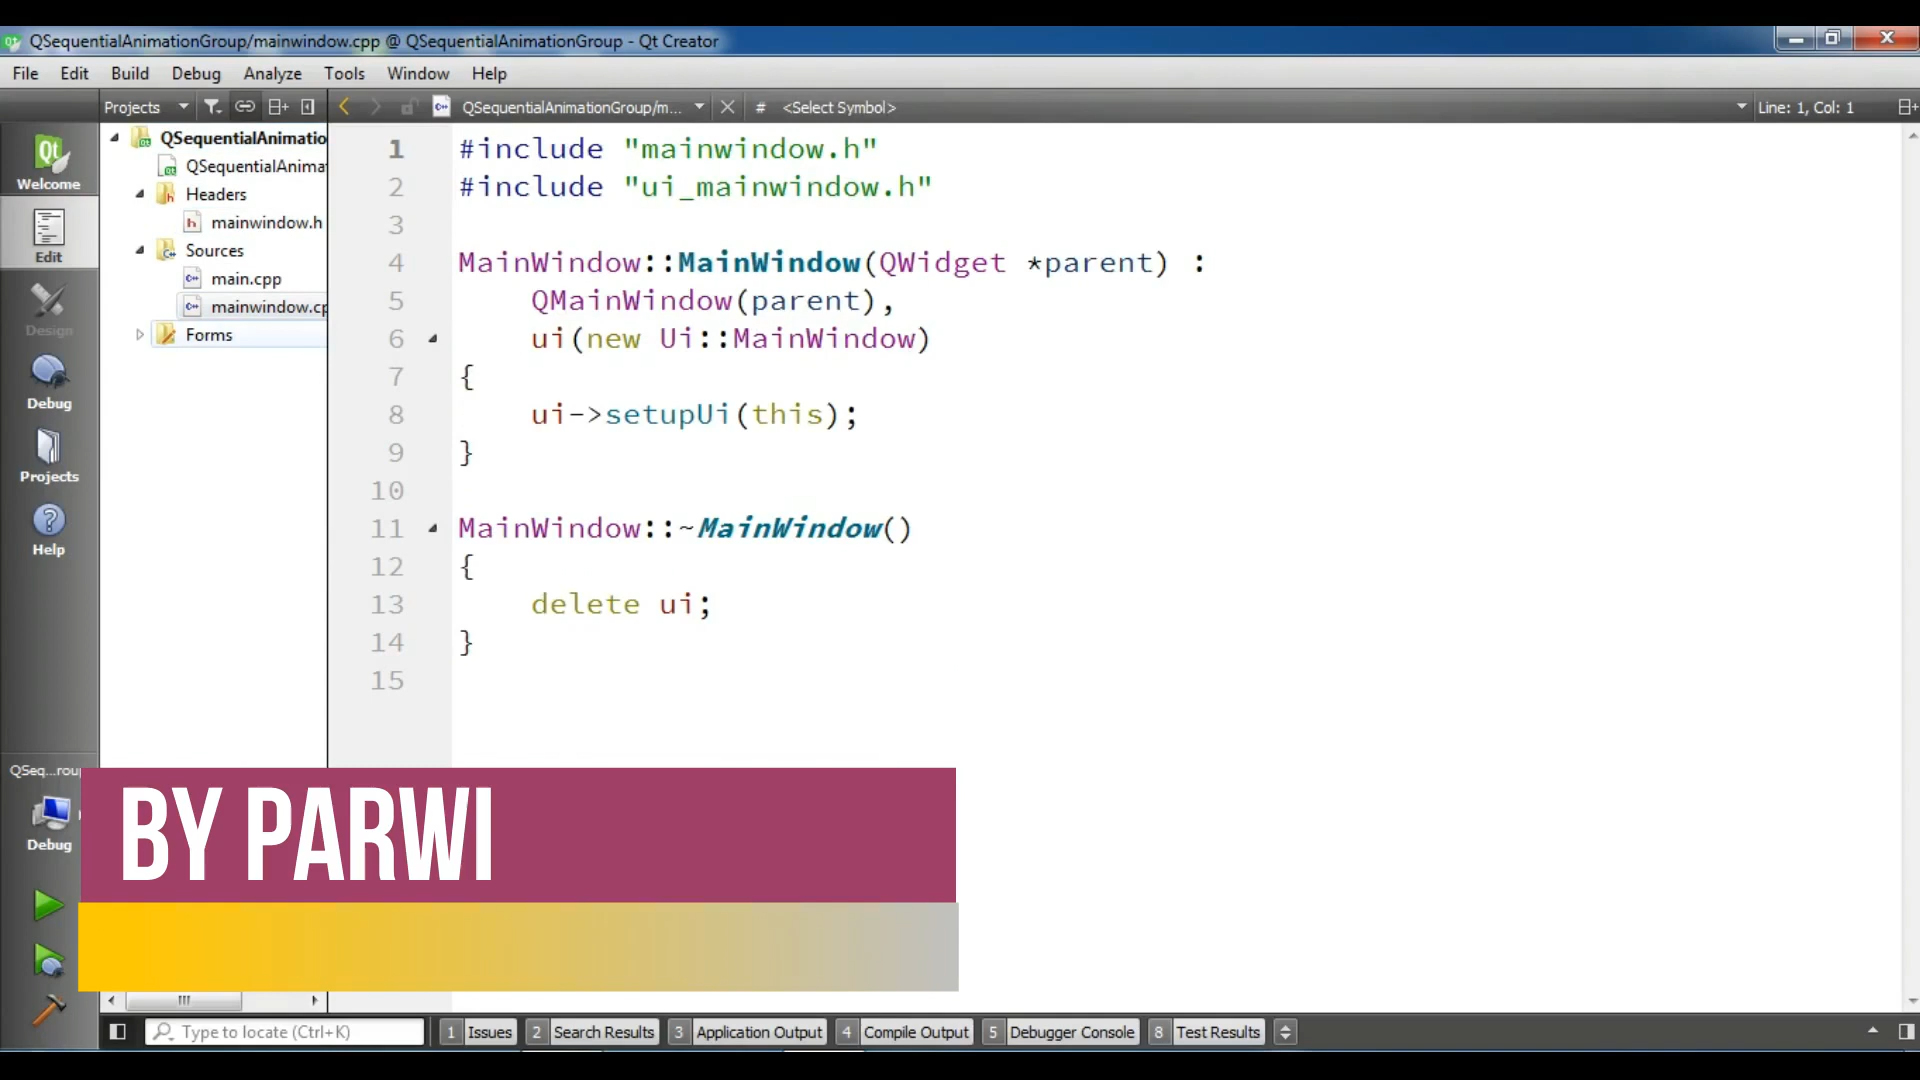 QSequentialAnimationGroup/mainwindow.cpp @ QSequentialAnimationGroup - Qt Creator
File Edit Build Debug Analyze Tools Window Help
Projects QSequentialAnimationGroup/m... # <Select Symbol> Line: 1, Col: 1
Welcome
Edit
Design
Debug
Projects
Help
QSequentialAnimatio
QSequentialAnima
Headers
mainwindow.h
Sources
main.cpp
mainwindow.cp
Forms
1 #include "mainwindow.h"
2 #include "ui_mainwindow.h"
3
4 MainWindow::MainWindow(QWidget *parent) :
5 QMainWindow(parent),
6 ui(new Ui::MainWindow)
7 {
8 ui->setupUi(this);
9 }
10
11 MainWindow::~MainWindow()
12 {
13 delete ui;
14 }
15
QSeq...roup
Debug
BY PARWI
Type to locate (Ctrl+K) 1 Issues 2 Search Results 3 Application Output 4 Compile Output 5 Debugger Console 8 Test Results